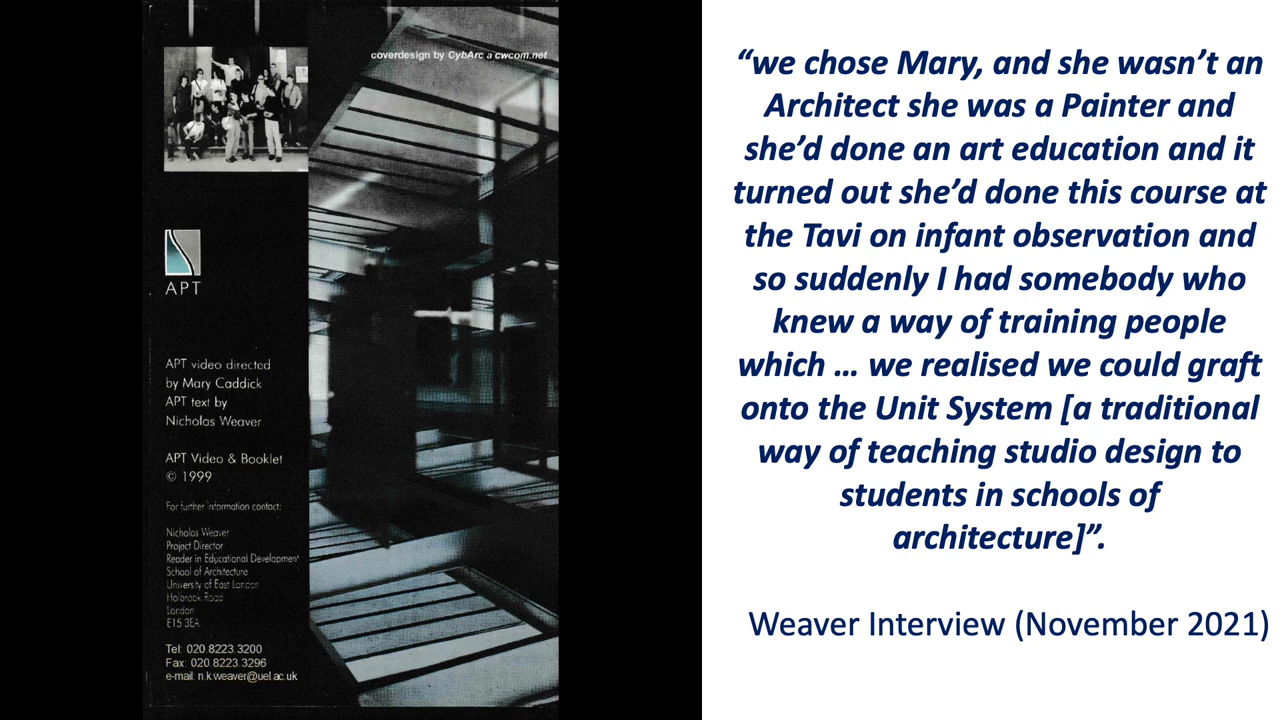 coverdesign by CybArc a cwcom.net
APT
APT video directed
by Mary Caddick
APT text by
Nicholas Weaver
APT Video & Booklet
© 1999
For further information contact:
Nicholas Weaver
Project Director
Reader in Educational Development
School of Architecture
University of East London
Holbrook Road
London
E15 3EA
Tel: 020.8223.3200
Fax: 020.8223.3296
e-mail: n.k.weaver@uel.ac.uk
“we chose Mary, and she wasn’t an
Architect she was a Painter and
she’d done an art education and it
turned out she’d done this course at
the Tavi on infant observation and
so suddenly I had somebody who
knew a way of training people
which … we realised we could graft
onto the Unit System [a traditional
way of teaching studio design to
students in schools of
architecture]”.
Weaver Interview (November 2021)